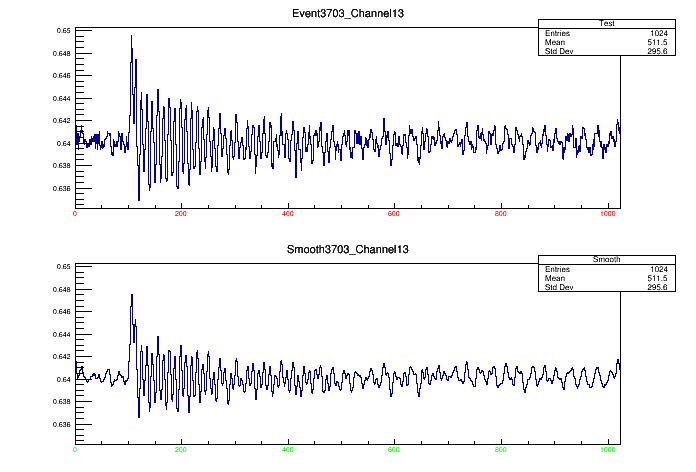 Event3703_Channel13
Test
Entries 1024
Mean 511.5
Std Dev 295.6
0.65
0.648
0.646
0.644
0.642
0.64
0.638
0.636
0 200 400 600 800 1000
Smooth3703_Channel13
Smooth
Entries 1024
Mean 511.5
Std Dev 295.6
0.65
0.648
0.646
0.644
0.642
0.64
0.638
0.636
0 200 400 600 800 1000